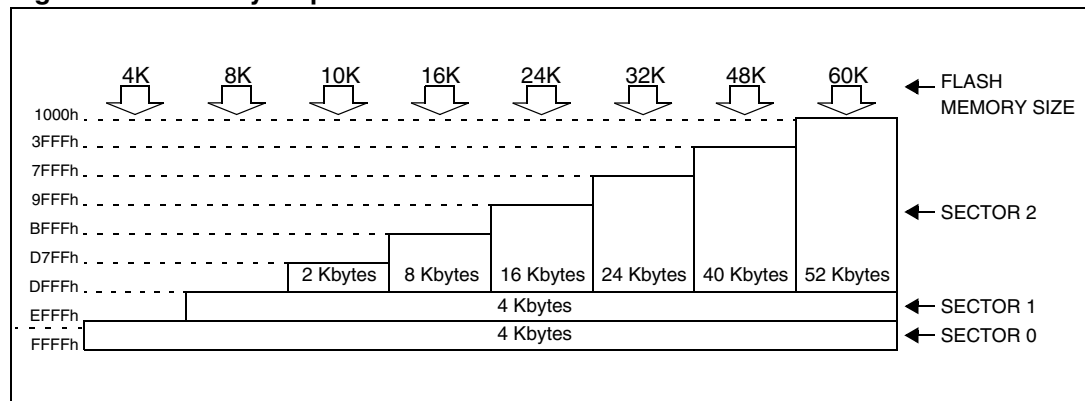 4K 8K 10K 16K 24K 32K 48K 60K
FLASH
MEMORY SIZE
1000h
3FFFh
7FFFh
9FFFh
BFFFh
SECTOR 2
D7FFh
2 Kbytes 8 Kbytes 16 Kbytes 24 Kbytes 40 Kbytes 52 Kbytes
DFFFh
4 Kbytes
SECTOR 1
EFFFh
4 Kbytes
SECTOR 0
FFFFh